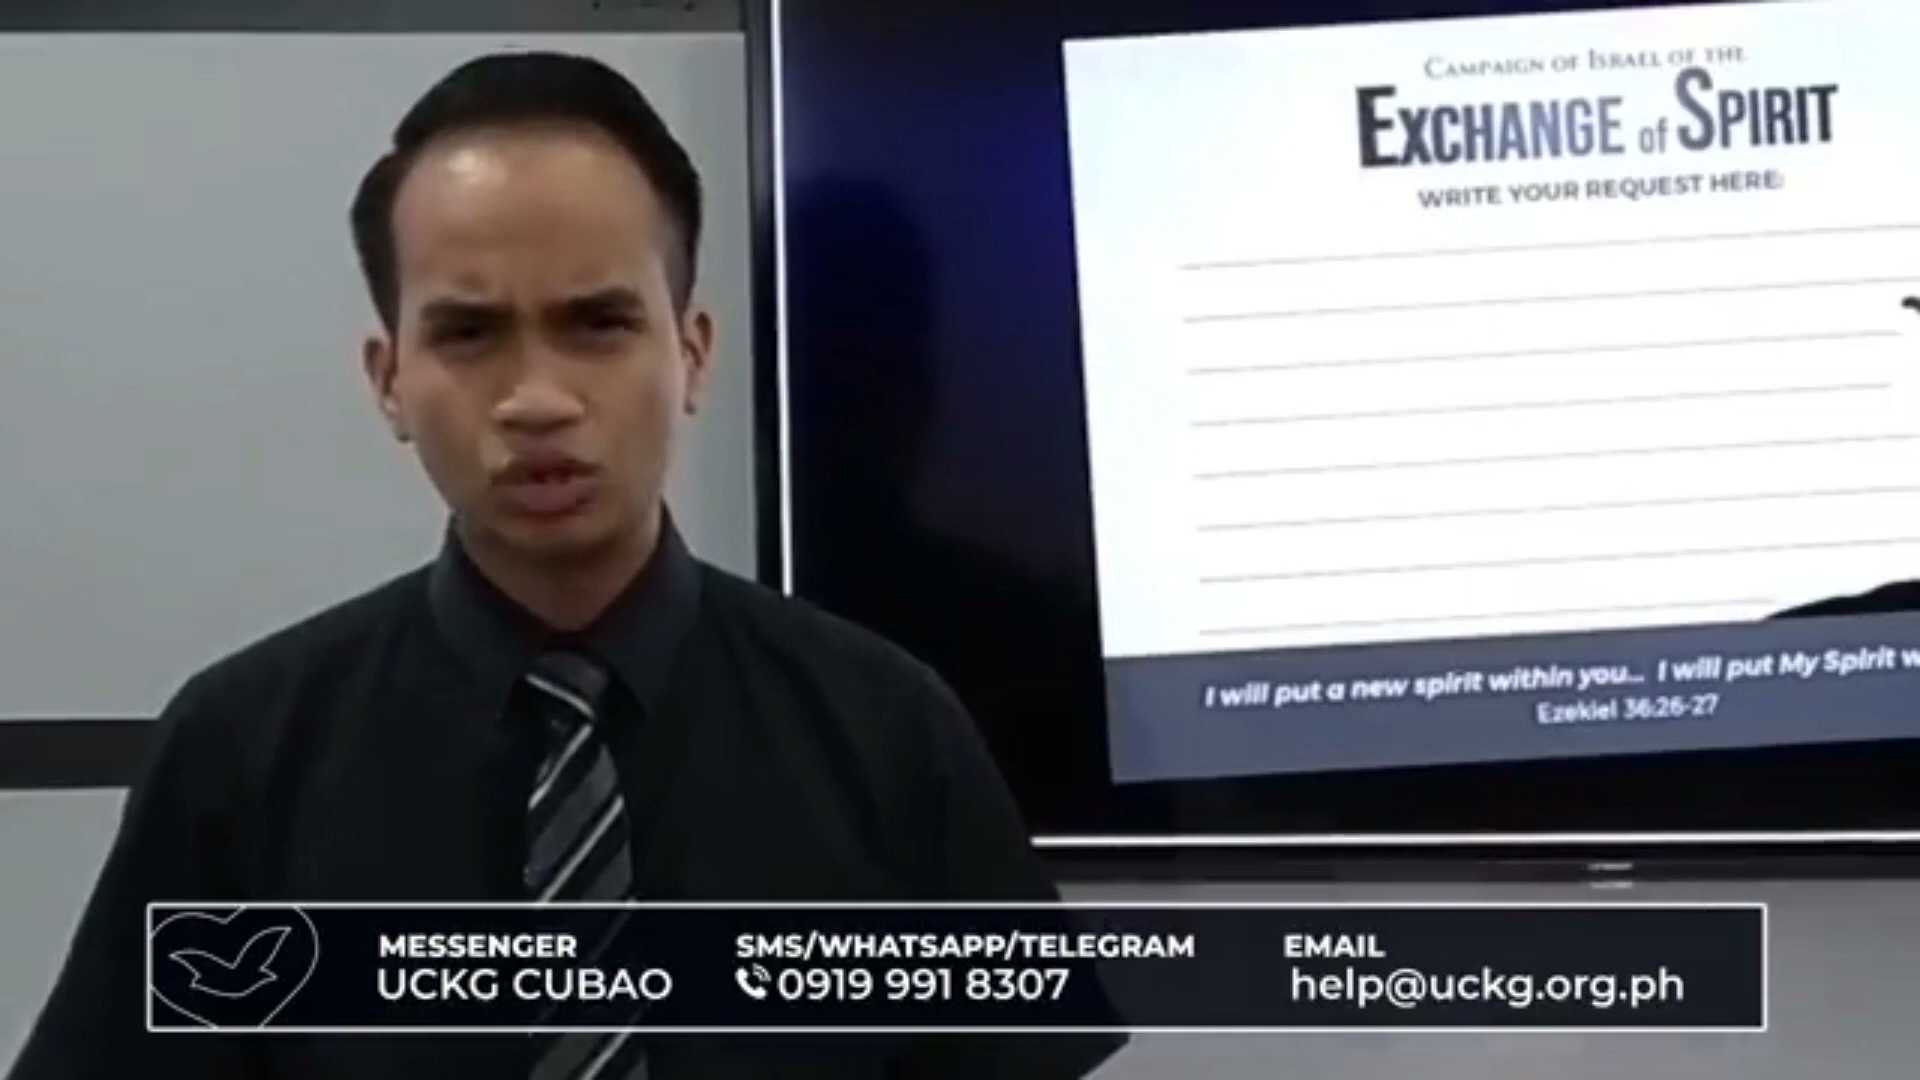 CAMPAIGN OF ISRAEL OF THE
EXCHANGE of SPIRIT
WRITE YOUR REQUEST HERE:
I will put a new spirit within you... I will put My Spirit w
Ezekiel 36:26-27
MESSENGER
UCKG CUBAO
SMS/WHATSAPP/TELEGRAM
0919 991 8307
EMAIL
help@uckg.org.ph